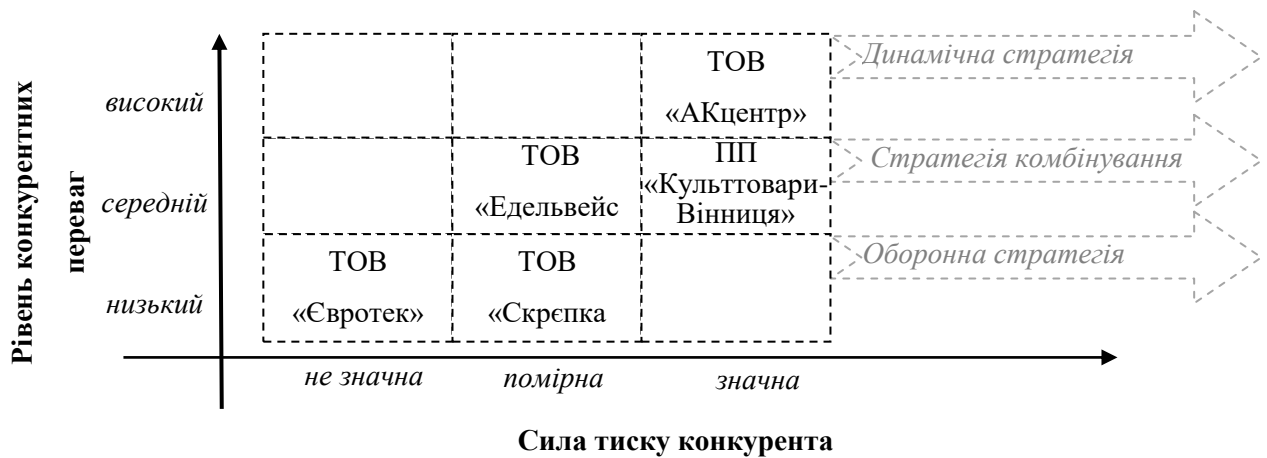 Рівень конкурентних
переваг
високий
ТОВ
«АКцентр»
Динамічна стратегія
середній
ТОВ
«Едельвейс
ПП
«Культтовари-
Вінниця»
Стратегія комбінування
низький
ТОВ
«Євротек»
ТОВ
«Скрєпка
Оборонна стратегія
не значна
помірна
значна
Сила тиску конкурента